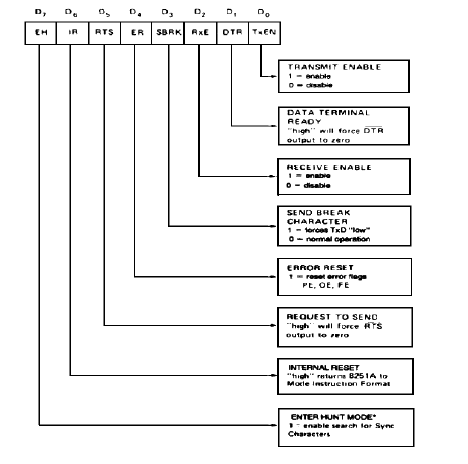 D7 D6 D5 D4 D3 D2 D1 D0
EH IR RTS ER SBRK RxE DTR TxEN
TRANSMIT ENABLE
1 = enable
0 = disable
DATA TERMINAL
READY
"high" will force D̅T̅R̅
output to zero
RECEIVE ENABLE
1 = enable
0 = disable
SEND BREAK
CHARACTER
1 = forces TxD "low"
0 = normal operation
ERROR RESET
1 = reset error flags
PE, OE, FE
REQUEST TO SEND
"high" will force R̅T̅S̅
output to zero
INTERNAL RESET
"high" returns 8251A to
Mode Instruction Format
ENTER HUNT MODE*
1 = enable search for Sync
Characters